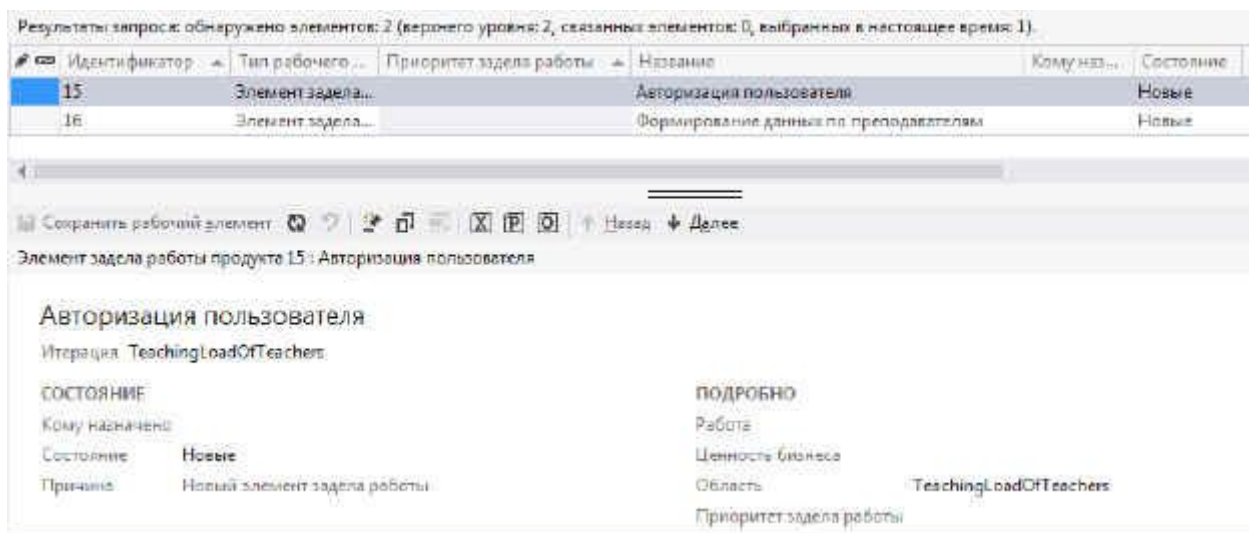 Результаты запроса: обнаружено элементов: 2 (верхнего уровня: 2, связанных элементов: 0, выбранных в настоящее время: 1).
Идентификатор Тип рабочего ... Приоритет задела работы Название Кому наз... Состояние
15 Элемент задела... Авторизация пользователя Новые
16 Элемент задела... Формирование данных по преподавателям Новые
Сохранить рабочий элемент X P O Назад Далее
Элемент задела работы продукта 15 : Авторизация пользователя
Авторизация пользователя
Итерация TeachingLoadOfTeachers
СОСТОЯНИЕ ПОДРОБНО
Кому назначено Работа
Состояние Новые Ценность бизнеса
Причина Новый элемент задела работы Область TeachingLoadOfTeachers
Приоритет задела работы